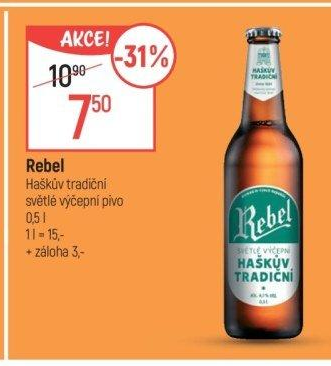 AKCE!
-31%
10⁹⁰
7⁵⁰
Rebel
Haškův tradiční
světlé výčepní pivo
0,5 l
1 l = 15,-
+ záloha 3,-
HAŠKŮV
TRADIČNÍ
Rebel
SVĚTLÉ VÝČEPNÍ
HAŠKŮV
TRADIČNÍ